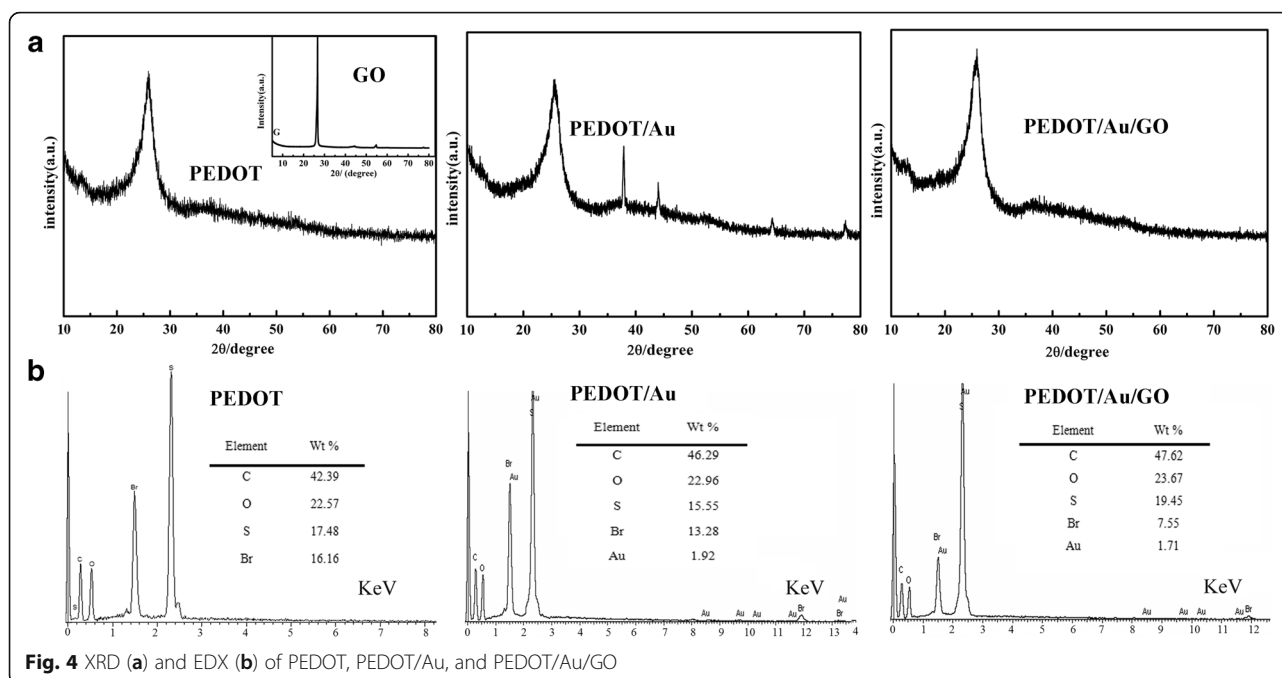 a
intensity(a.u.)
PEDOT
10 20 30 40 50 60 70 80
2θ/degree
Intensity(a.u.)
GO
G
10 20 30 40 50 60 70 80
20/ (degree)
intensity(a.u.)
PEDOT/Au
10 20 30 40 50 60 70 80
2θ/degree
intensity(a.u.)
PEDOT/Au/GO
10 20 30 40 50 60 70 80
2θ/degree
b
PEDOT
Element Wt %
C 42.39
O 22.57
S 17.48
Br 16.16
S
C
O
Br
S
KeV
0 1 2 3 4 5 6 7 8
PEDOT/Au
Element Wt %
C 46.29
O 22.96
S 15.55
Br 13.28
Au 1.92
C
O
Br
Au
Au
S
Au Au Au Au Br Br
Au
KeV
0 1 2 3 4 5 6 7 8 9 10 11 12 13 4
PEDOT/Au/GO
Element Wt %
C 47.62
O 23.67
S 19.45
Br 7.55
Au 1.71
C
O
Br
Au
Au
S
Au Au Au Au Br
KeV
0 1 2 3 4 5 6 7 8 9 10 11 12
Fig. 4 XRD (a) and EDX (b) of PEDOT, PEDOT/Au, and PEDOT/Au/GO